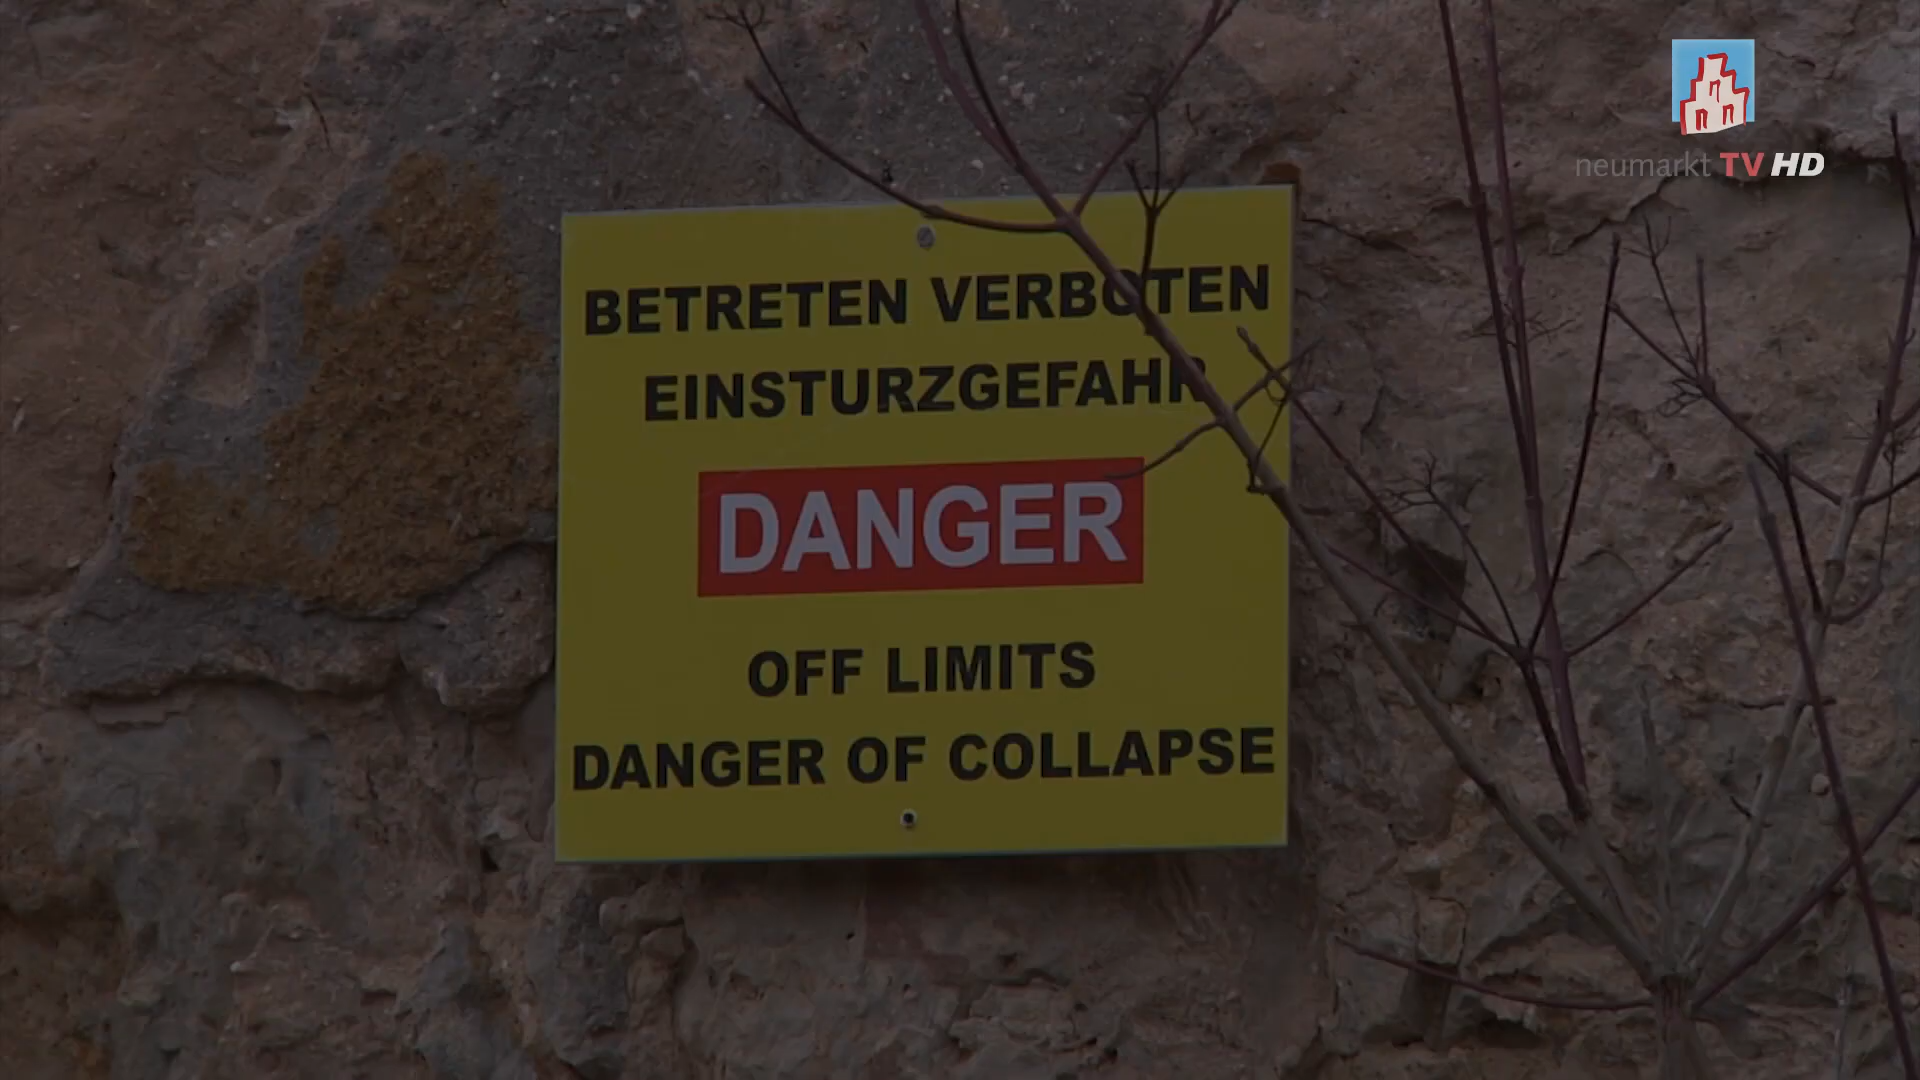 neumarkt TV HD
BETRETEN VERBOTEN
EINSTURZGEFAHR
DANGER
OFF LIMITS
DANGER OF COLLAPSE